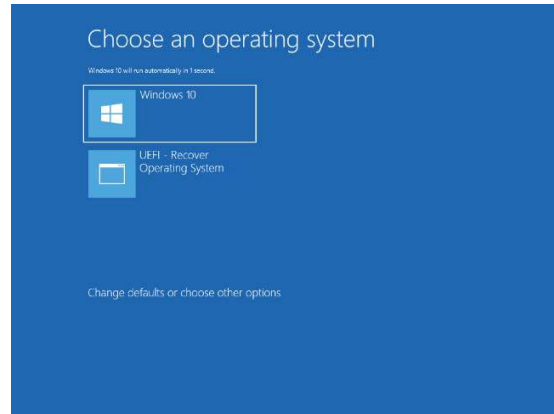 Choose an operating system
Windows 10 will run automatically in 1 second.
Windows 10
UEFI - Recover
Operating System
Change defaults or choose other options